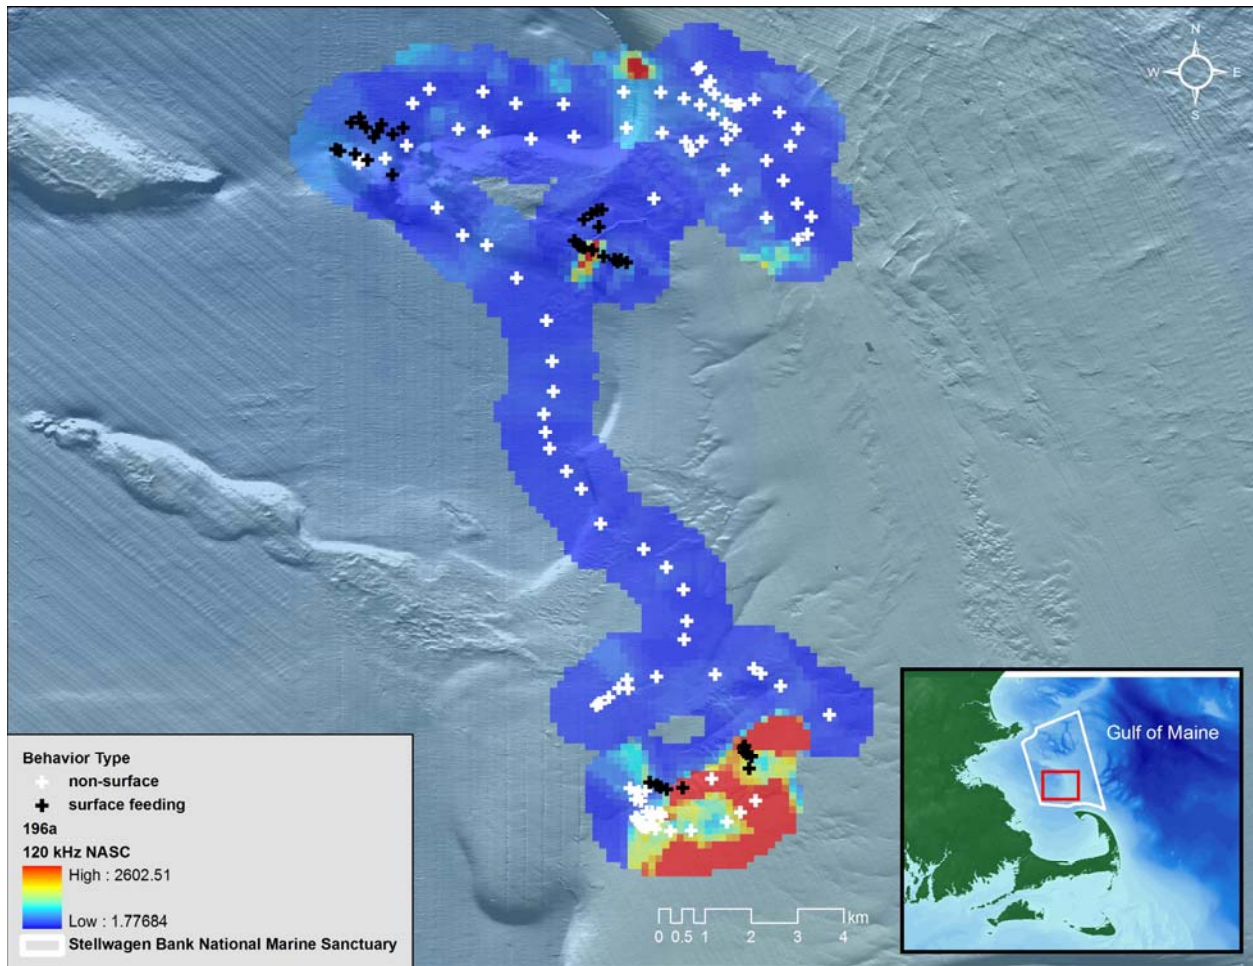 N
W E
S
Gulf of Maine
Behavior Type
non-surface
surface feeding
196a
120 kHz NASC
High : 2602.51
Low : 1.77684
Stellwagen Bank National Marine Sanctuary
km
0 0.5 1 2 3 4